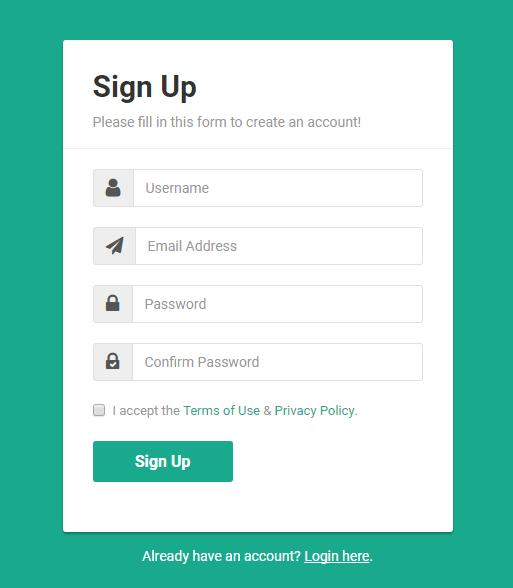 Sign Up
Please fill in this form to create an account!
Username
Email Address
Password
Confirm Password
I accept the Terms of Use & Privacy Policy.
Sign Up
Already have an account? Login here.